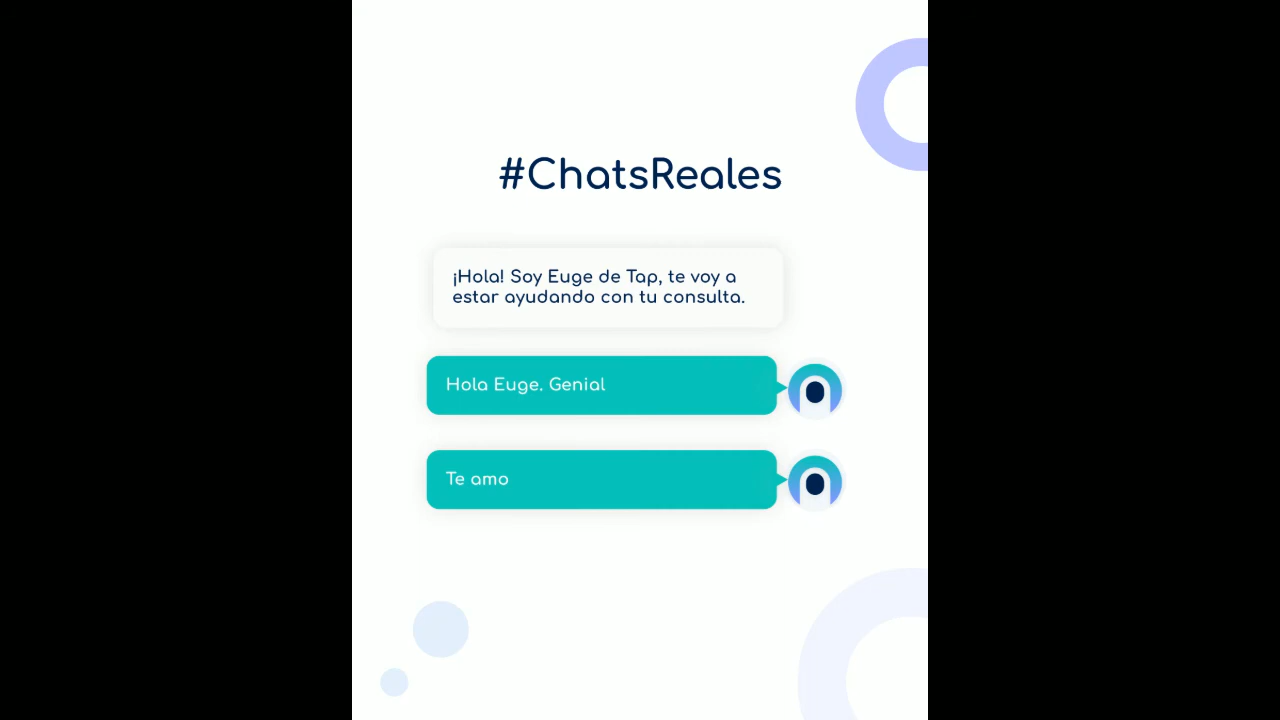 #ChatsReales
¡Hola! Soy Euge de Tap, te voy a
estar ayudando con tu consulta.
Hola Euge. Genial
Te amo